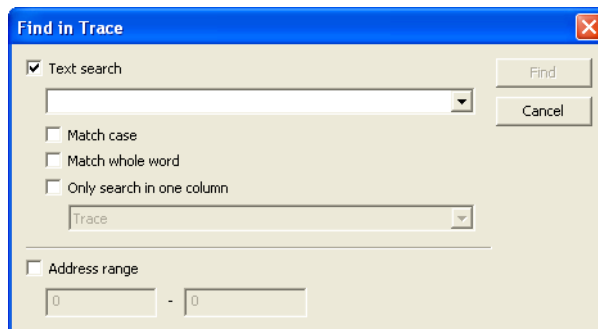 Find in Trace
Text search
Find
Cancel
Match case
Match whole word
Only search in one column
Trace
Address range
0 - 0